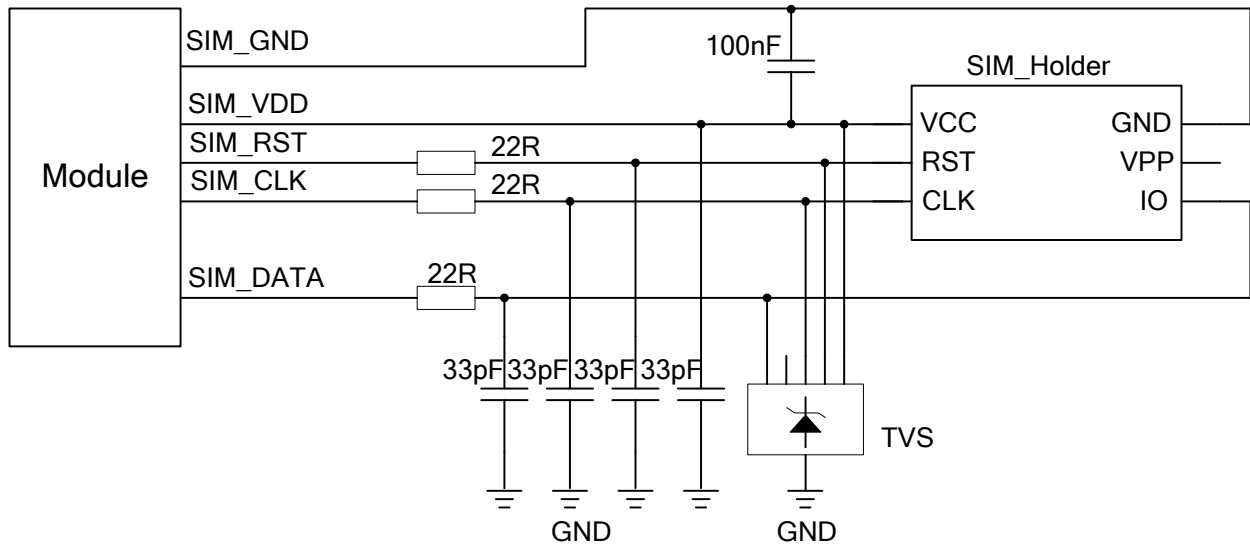 SIM_GND
100nF
SIM_Holder
SIM_VDD
VCC GND
SIM_RST 22R
RST VPP
Module
SIM_CLK 22R
CLK IO
SIM_DATA 22R
33pF 33pF 33pF 33pF
TVS
GND GND